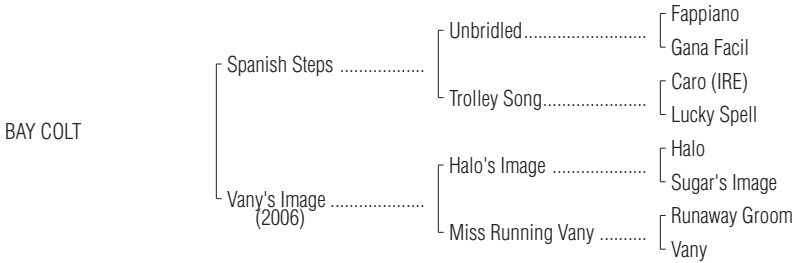 Fappiano
Unbridled........................
Gana Facil
Spanish Steps ..................
Caro (IRE)
Trolley Song.....................
Lucky Spell
BAY COLT
Halo
Halo's Image ...................
Sugar's Image
Vany's Image ....................
(2006)
Runaway Groom
Miss Running Vany ..........
Vany